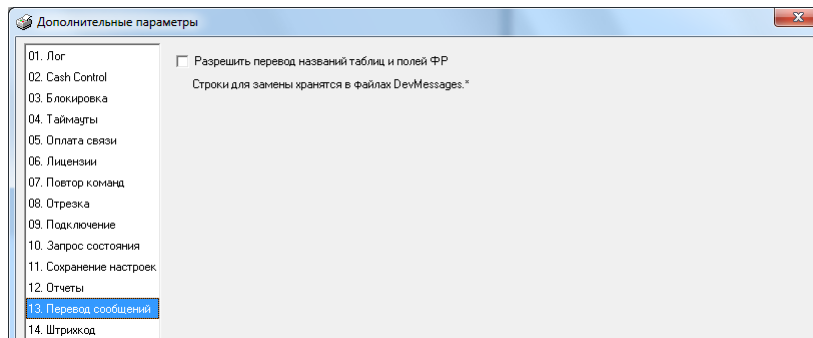 Дополнительные параметры
01. Лог
02. Cash Control
03. Блокировка
04. Таймауты
05. Оплата связи
06. Лицензии
07. Повтор команд
08. Отрезка
09. Подключение
10. Запрос состояния
11. Сохранение настроек
12. Отчеты
13. Перевод сообщений
14. Штрихкод
Разрешить перевод названий таблиц и полей ФР
Строки для замены хранятся в файлах DevMessages.*